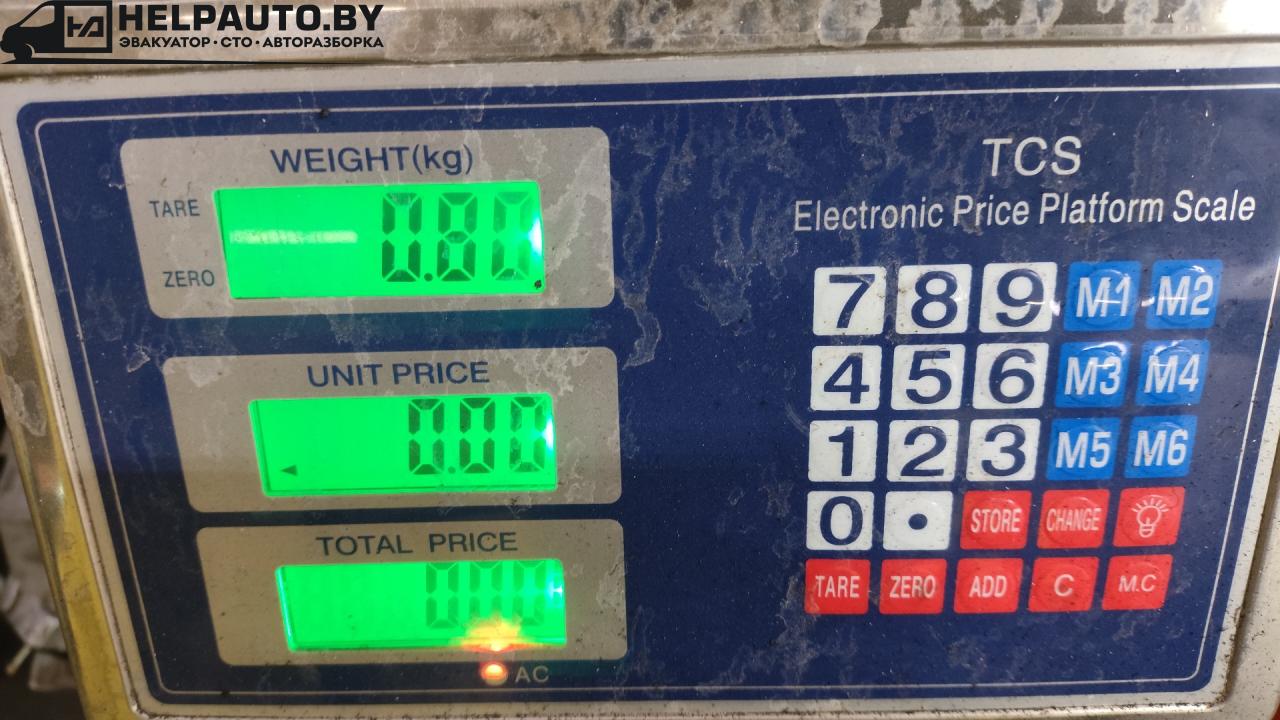 HELPAUTO.BY
ЭВАКУАТОР·СТО·АВТОРАЗБОРКА
WEIGHT(kg)
TARE
ZERO
0.80
UNIT PRICE
0.00
TOTAL PRICE
000
AC
TCS
Electronic Price Platform Scale
7 8 9 M1 M2
4 5 6 M3 M4
1 2 3 M5 M6
0 • STORE CHANGE
TARE ZERO ADD C M.C